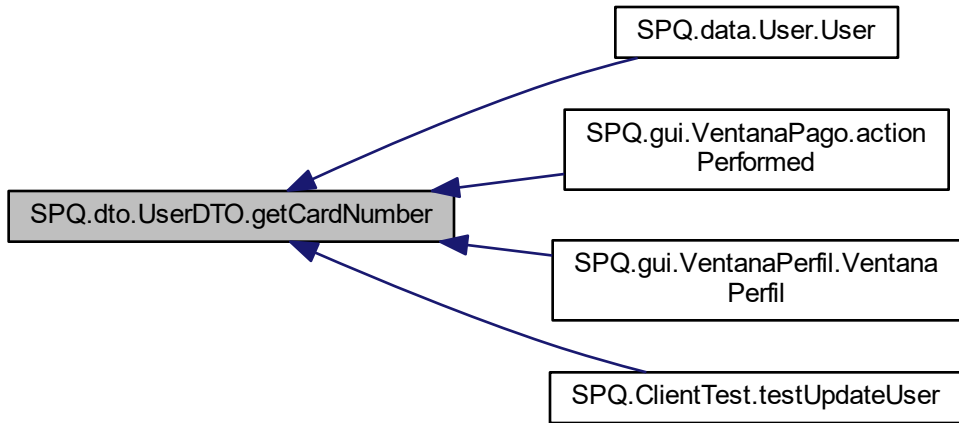 SPQ.data.User.User
SPQ.gui.VentanaPago.action
Performed
SPQ.dto.UserDTO.getCardNumber
SPQ.gui.VentanaPerfil.Ventana
Perfil
SPQ.ClientTest.testUpdateUser